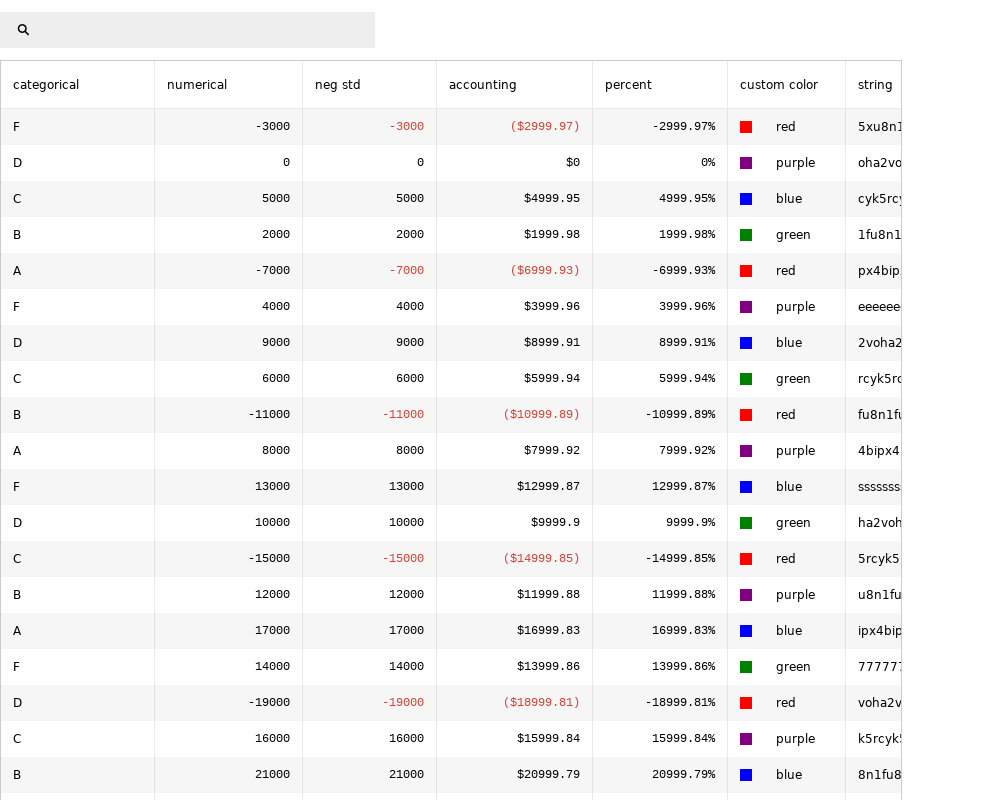 categorical numerical neg std accounting percent custom color string
F -3000 -3000 ($2999.97) -2999.97% red 5xu8n1
D 0 0 $0 0% purple oha2vo
C 5000 5000 $4999.95 4999.95% blue cyk5rcy
B 2000 2000 $1999.98 1999.98% green 1fu8n1
A -7000 -7000 ($6999.93) -6999.93% red px4bip
F 4000 4000 $3999.96 3999.96% purple eeeeee
D 9000 9000 $8999.91 8999.91% blue 2voha2
C 6000 6000 $5999.94 5999.94% green rcyk5rc
B -11000 -11000 ($10999.89) -10999.89% red fu8n1fu
A 8000 8000 $7999.92 7999.92% purple 4bipx4
F 13000 13000 $12999.87 12999.87% blue ssssssss
D 10000 10000 $9999.9 9999.9% green ha2voh
C -15000 -15000 ($14999.85) -14999.85% red 5rcyk5
B 12000 12000 $11999.88 11999.88% purple u8n1fu
A 17000 17000 $16999.83 16999.83% blue ipx4bip
F 14000 14000 $13999.86 13999.86% green 777777
D -19000 -19000 ($18999.81) -18999.81% red voha2v
C 16000 16000 $15999.84 15999.84% purple k5rcyk5
B 21000 21000 $20999.79 20999.79% blue 8n1fu8